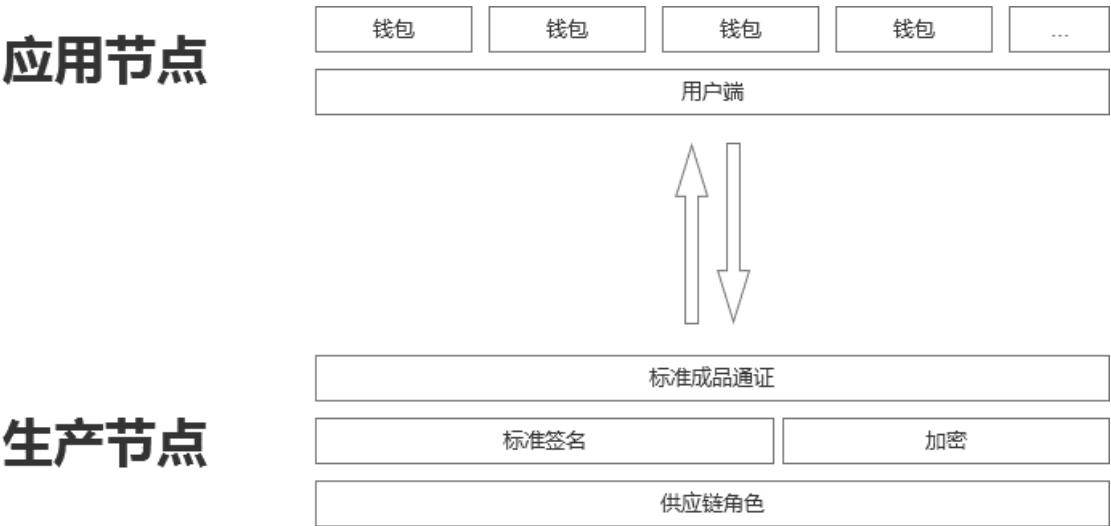 应用节点
钱包 钱包 钱包 钱包 ...
用户端
标准成品通证
生产节点
标准签名 加密
供应链角色